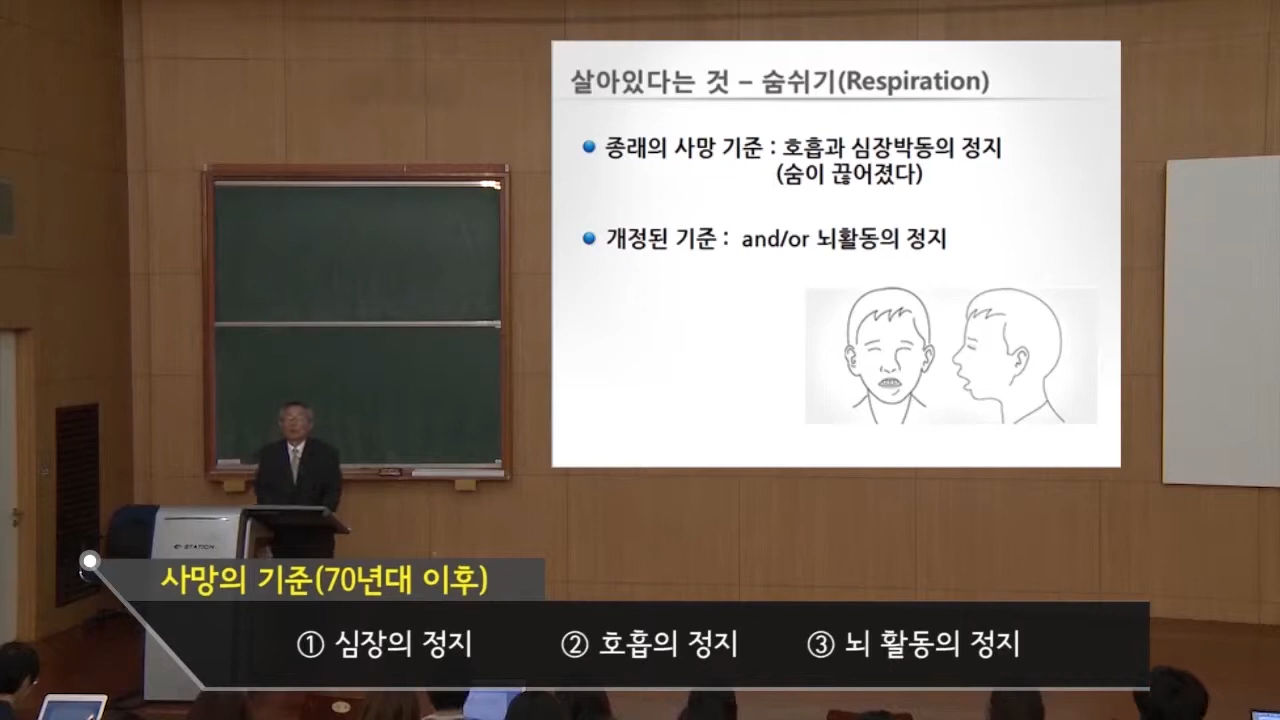 살아있다는 것 – 숨쉬기(Respiration)
종래의 사망 기준 : 호흡과 심장박동의 정지
(숨이 끊어졌다)
개정된 기준 : and/or 뇌활동의 정지
사망의 기준(70년대 이후)
① 심장의 정지 ② 호흡의 정지 ③ 뇌 활동의 정지